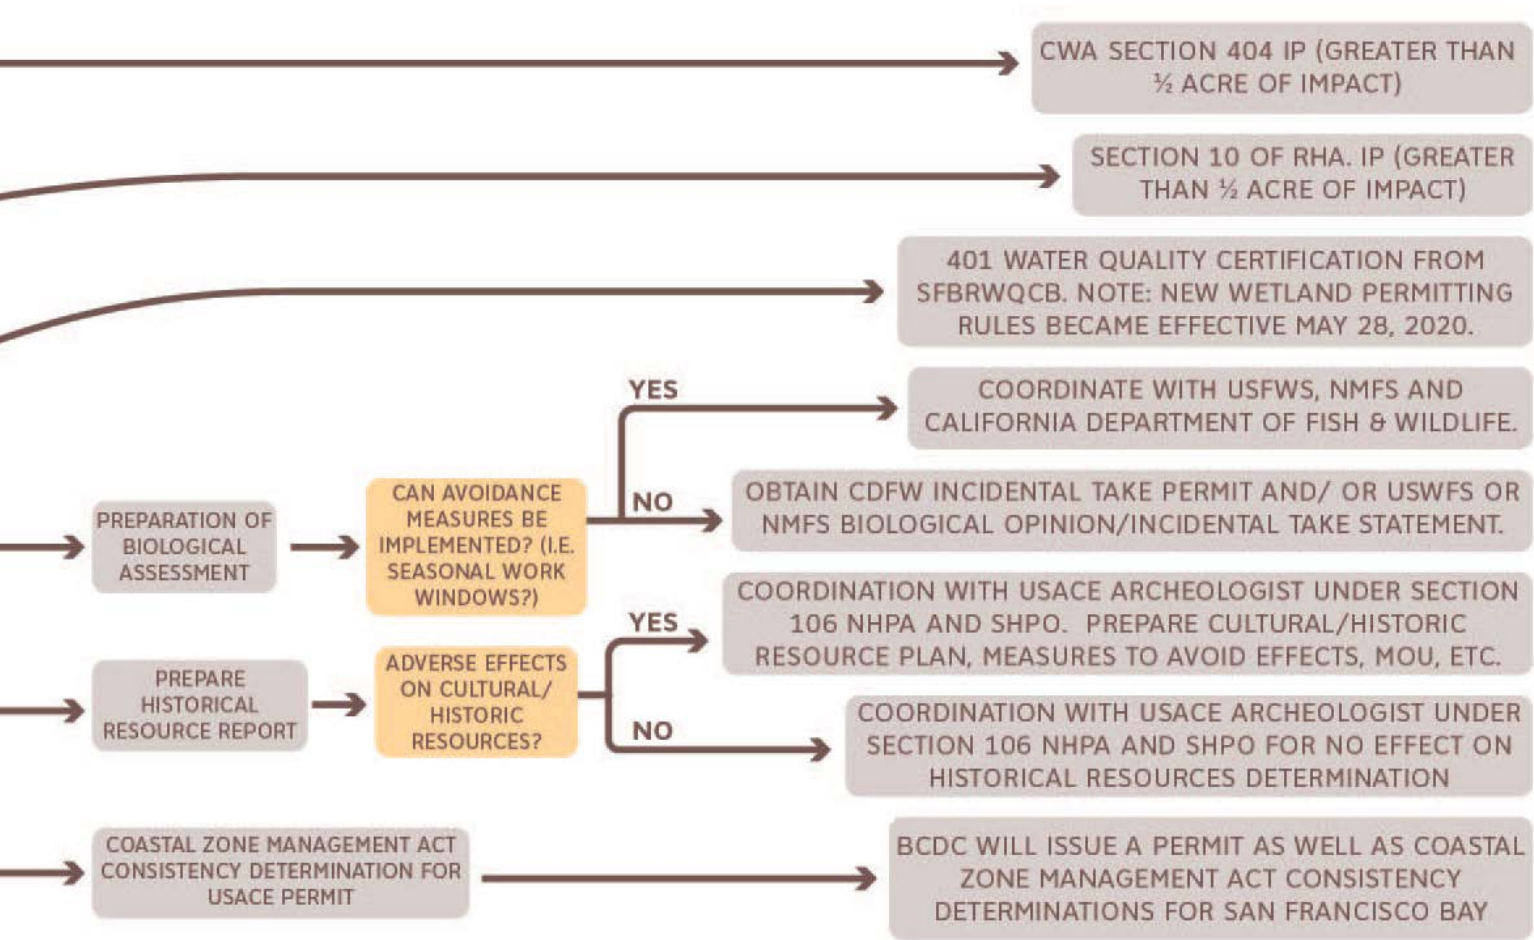 CWA SECTION 404 IP (GREATER THAN
½ ACRE OF IMPACT)
SECTION 10 OF RHA. IP (GREATER
THAN ½ ACRE OF IMPACT)
401 WATER QUALITY CERTIFICATION FROM
SFBRWQCB. NOTE: NEW WETLAND PERMITTING
RULES BECAME EFFECTIVE MAY 28, 2020.
PREPARATION OF
BIOLOGICAL
ASSESSMENT
CAN AVOIDANCE
MEASURES BE
IMPLEMENTED? (I.E.
SEASONAL WORK
WINDOWS?)
YES
COORDINATE WITH USFWS, NMFS AND
CALIFORNIA DEPARTMENT OF FISH & WILDLIFE.
NO
OBTAIN CDFW INCIDENTAL TAKE PERMIT AND/ OR USWFS OR
NMFS BIOLOGICAL OPINION/INCIDENTAL TAKE STATEMENT.
PREPARE
HISTORICAL
RESOURCE REPORT
ADVERSE EFFECTS
ON CULTURAL/
HISTORIC
RESOURCES?
YES
COORDINATION WITH USACE ARCHEOLOGIST UNDER SECTION
106 NHPA AND SHPO. PREPARE CULTURAL/HISTORIC
RESOURCE PLAN, MEASURES TO AVOID EFFECTS, MOU, ETC.
NO
COORDINATION WITH USACE ARCHEOLOGIST UNDER
SECTION 106 NHPA AND SHPO FOR NO EFFECT ON
HISTORICAL RESOURCES DETERMINATION
COASTAL ZONE MANAGEMENT ACT
CONSISTENCY DETERMINATION FOR
USACE PERMIT
BCDC WILL ISSUE A PERMIT AS WELL AS COASTAL
ZONE MANAGEMENT ACT CONSISTENCY
DETERMINATIONS FOR SAN FRANCISCO BAY